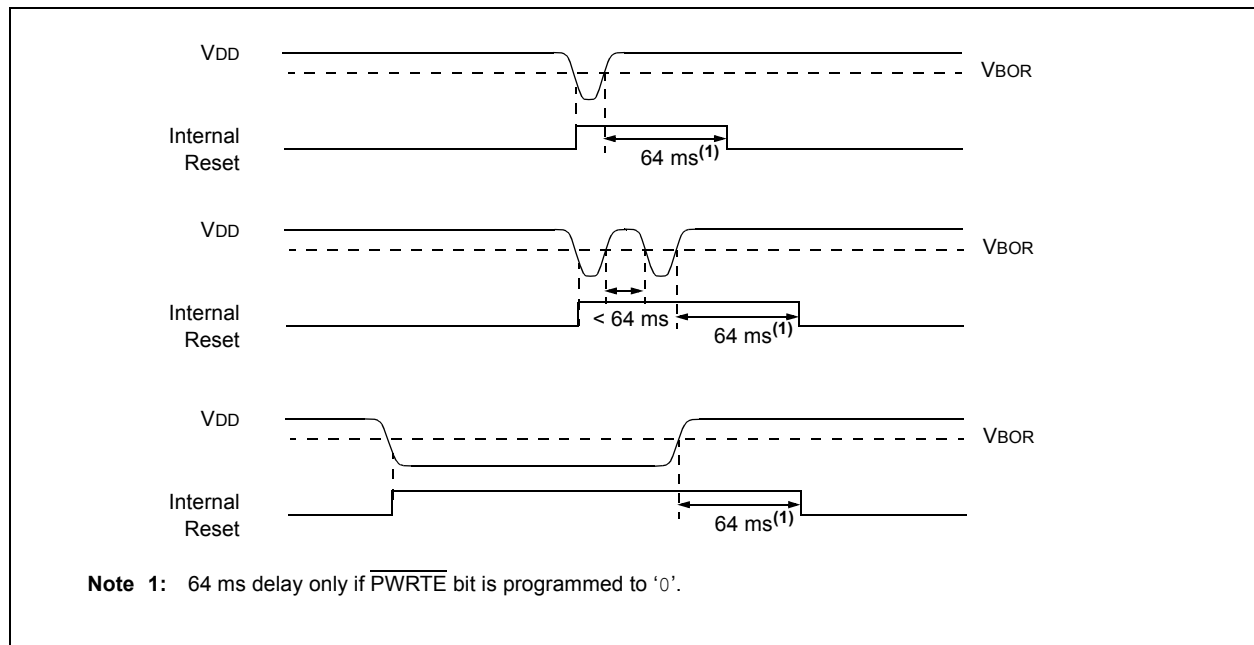 VDD
VBOR
Internal
Reset
64 ms(1)
VDD
VBOR
Internal
Reset
< 64 ms
64 ms(1)
VDD
VBOR
Internal
Reset
64 ms(1)
Note 1: 64 ms delay only if P̅W̅R̅T̅E̅ bit is programmed to ‘0’.